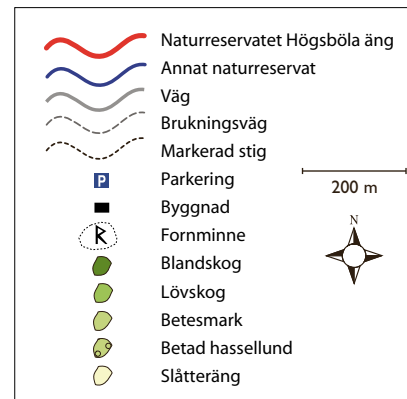 Naturreservatet Högsböla äng
Annat naturreservat
Väg
Brukningsväg
Markerad stig
P Parkering
200 m
Byggnad
N
Fornminne
Blandskog
Lövskog
Betesmark
Betad hassellund
Slåtteräng